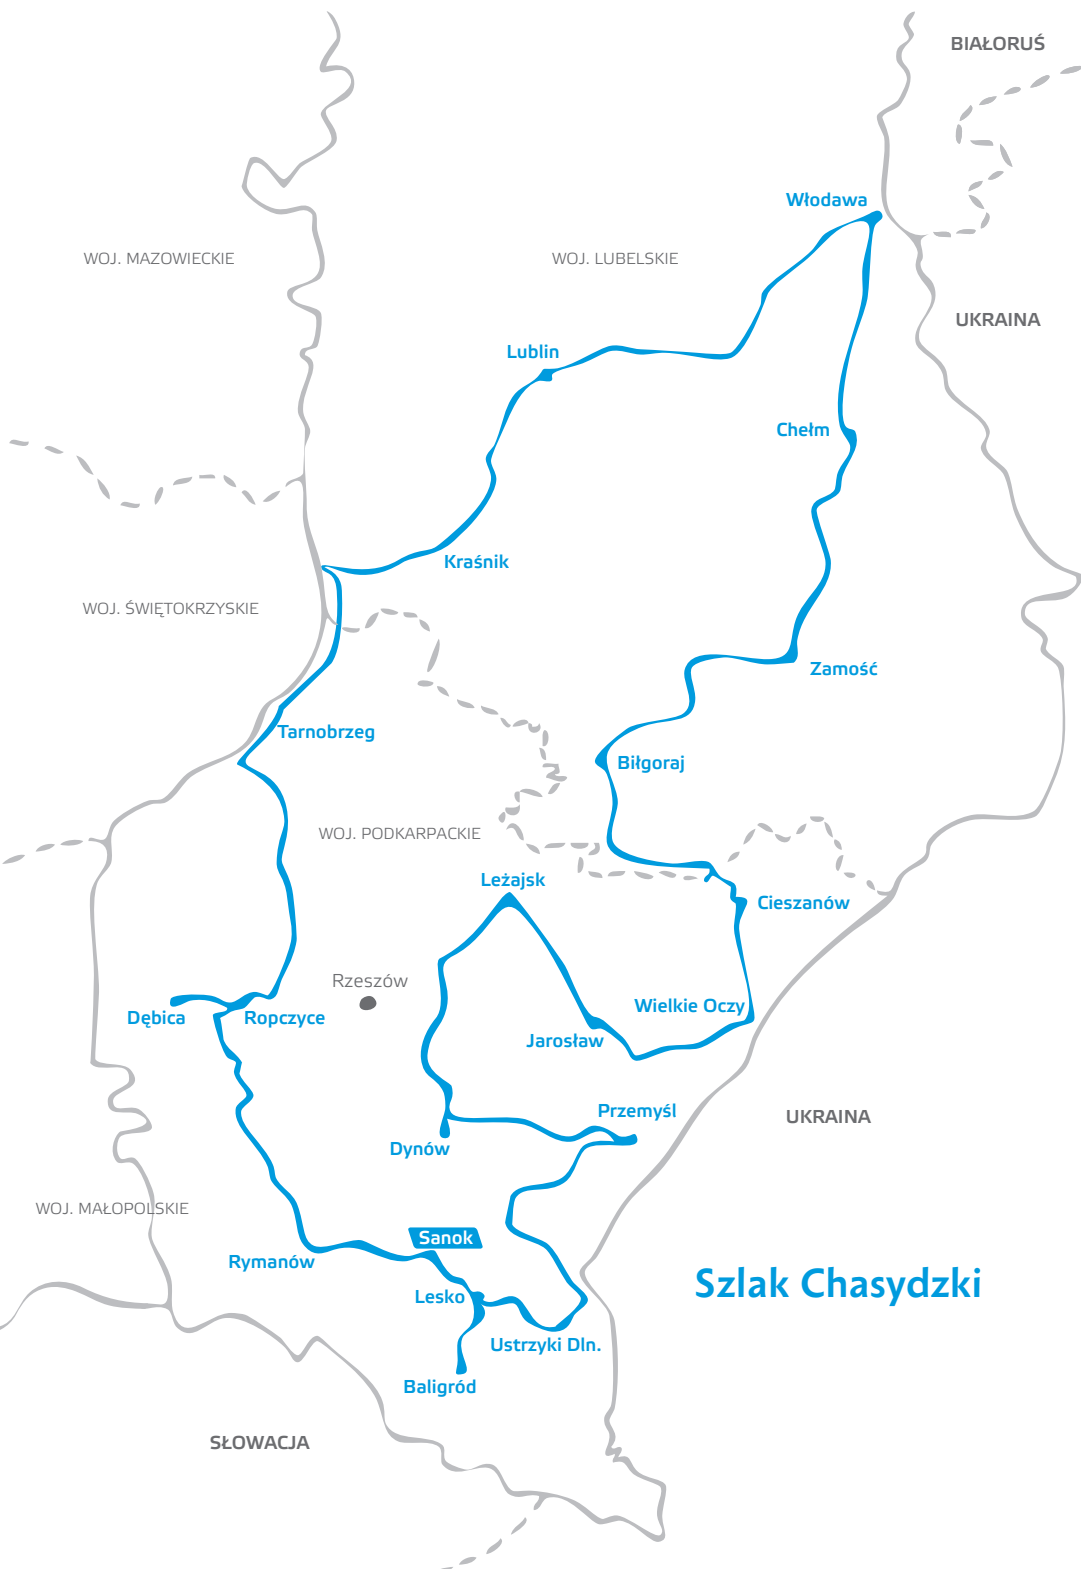 BIAŁORUŚ
Włodawa
WOJ. MAZOWIECKIE
WOJ. LUBELSKIE
UKRAINA
Lublin
Chełm
Kraśnik
WOJ. ŚWIĘTOKRZYSKIE
Zamość
Tarnobrzeg
Biłgoraj
WOJ. PODKARPACKIE
Leżajsk
Cieszanów
Rzeszów
Wielkie Oczy
Dębica
Ropczyce
Jarosław
Przemyśl
UKRAINA
Dynów
WOJ. MAŁOPOLSKIE
Sanok
Rymanów
Szlak Chasydzki
Lesko
Ustrzyki Dln.
Baligród
SŁOWACJA